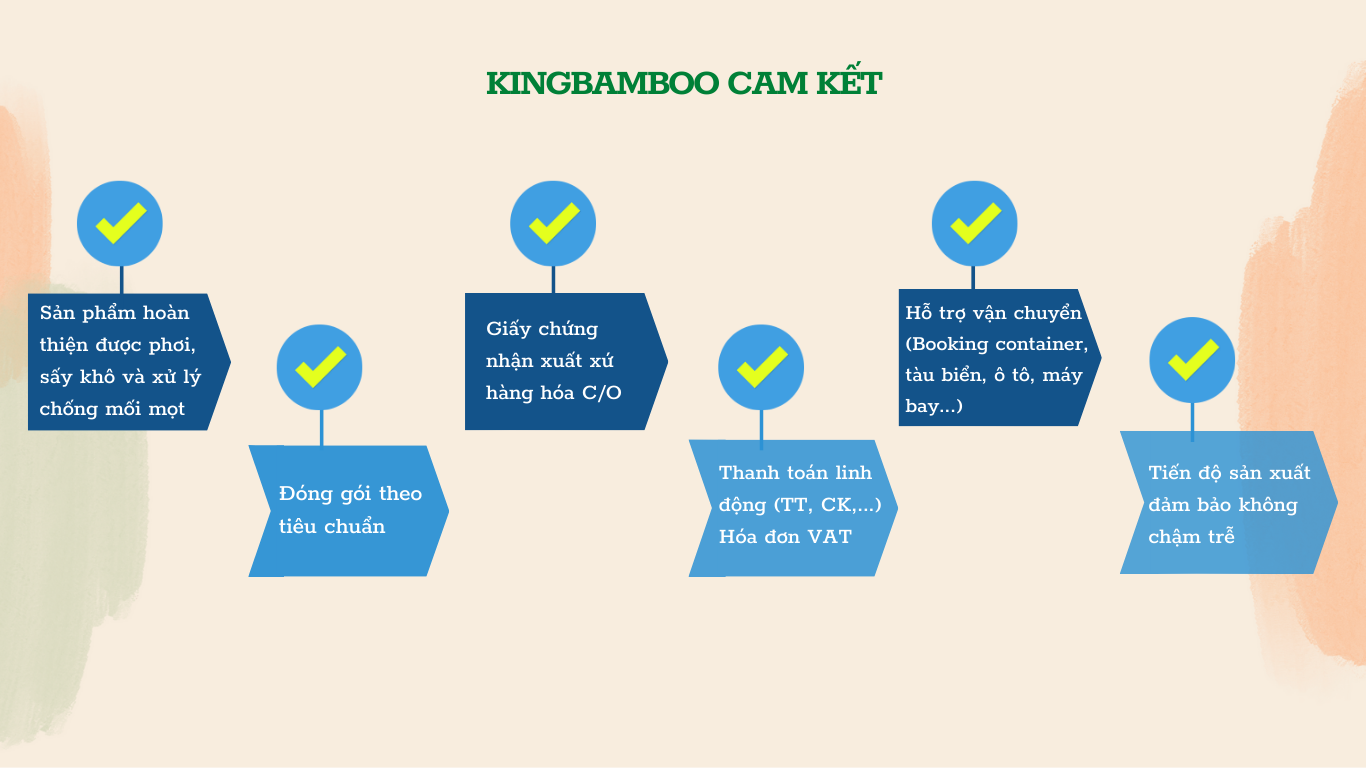 KINGBAMBOO CAM KẾT
Sản phẩm hoàn
thiện được phơi,
sấy khô và xử lý
chống mối mọt
Đóng gói theo
tiêu chuẩn
Giấy chứng
nhận xuất xứ
hàng hóa C/O
Thanh toán linh
động (TT, CK,...)
Hóa đơn VAT
Hỗ trợ vận chuyển
(Booking container,
tàu biển, ô tô, máy
bay...)
Tiến độ sản xuất
đảm bảo không
chậm trễ